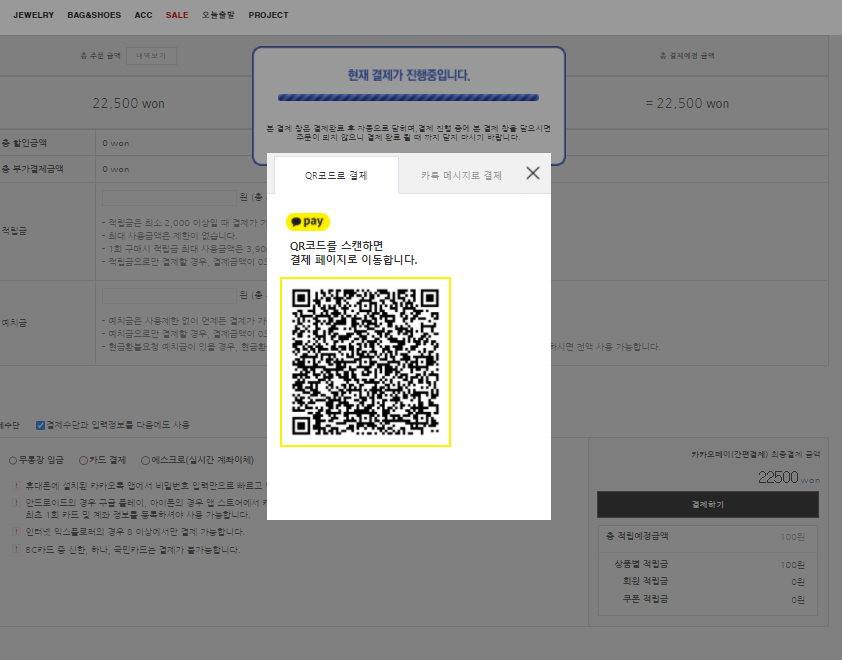 JEWELRY BAG&SHOES ACC SALE 오늘출발 PROJECT
총 주문 금액 내역보기
총 결제예정 금액
22,500 won
= 22,500 won
현재 결제가 진행중입니다.
본 결제 창은 결제완료 후 자동으로 닫히며,결제 진행 중에 본 결제 창을 닫으시면
주문이 되지 않으니 결제 완료 될 때 까지 닫지 마시기 바랍니다.
총 할인금액 0 won
총 부가결제금액 0 won
QR코드로 결제
카톡 메시지로 결제
pay
QR코드를 스캔하면
결제 페이지로 이동합니다.
적립금
원 (총
- 적립금은 최소 2,000 이상일 때 결제가 가
- 최대 사용금액은 제한이 없습니다.
- 1회 구매시 적립금 최대 사용금액은 3,90
- 적립금으로만 결제할 경우, 결제금액이 0으
예치금
원 (총
- 예치금은 사용제한 없이 언제든 결제가 가
- 예치금으로만 결제할 경우, 결제금액이 0으
- 현금환불요청 예치금이 있을 경우, 현금환
하시면 전액 사용 가능합니다.
제수단 결제수단과 입력정보를 다음에도 사용
무통장 입금 카드 결제 에스크로(실시간 계좌이체)
! 휴대폰에 설치된 카카오톡 앱에서 비밀번호 입력만으로 빠르고
! 안드로이드의 경우 구글 플레이, 아이폰의 경우 앱 스토어에서 카
최초 1회 카드 및 계좌 정보를 등록하셔야 사용 가능합니다.
! 인터넷 익스플로러의 경우 8 이상에서만 결제 가능합니다.
! BC카드 중 신한, 하나, 국민카드는 결제가 불가능합니다.
카카오페이(간편결제) 최종결제 금액
22500 won
결제하기
총 적립예정금액 100원
상품별 적립금 100원
회원 적립금 0원
쿠폰 적립금 0원